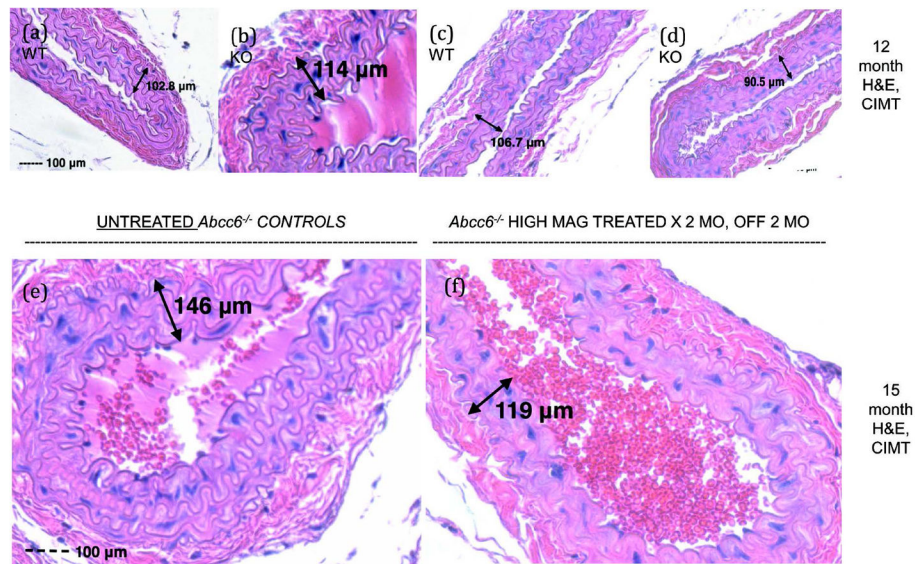 (a)
WT
102.8 µm
------ 100 µm
(b)
KO
114 µm
(c)
WT
106.7 µm
(d)
KO
90.5 µm
12
month
H&E,
CIMT
UNTREATED Abcc6-/- CONTROLS
Abcc6-/- HIGH MAG TREATED X 2 MO, OFF 2 MO
(e)
146 µm
100 µm
(f)
119 µm
15
month
H&E,
CIMT